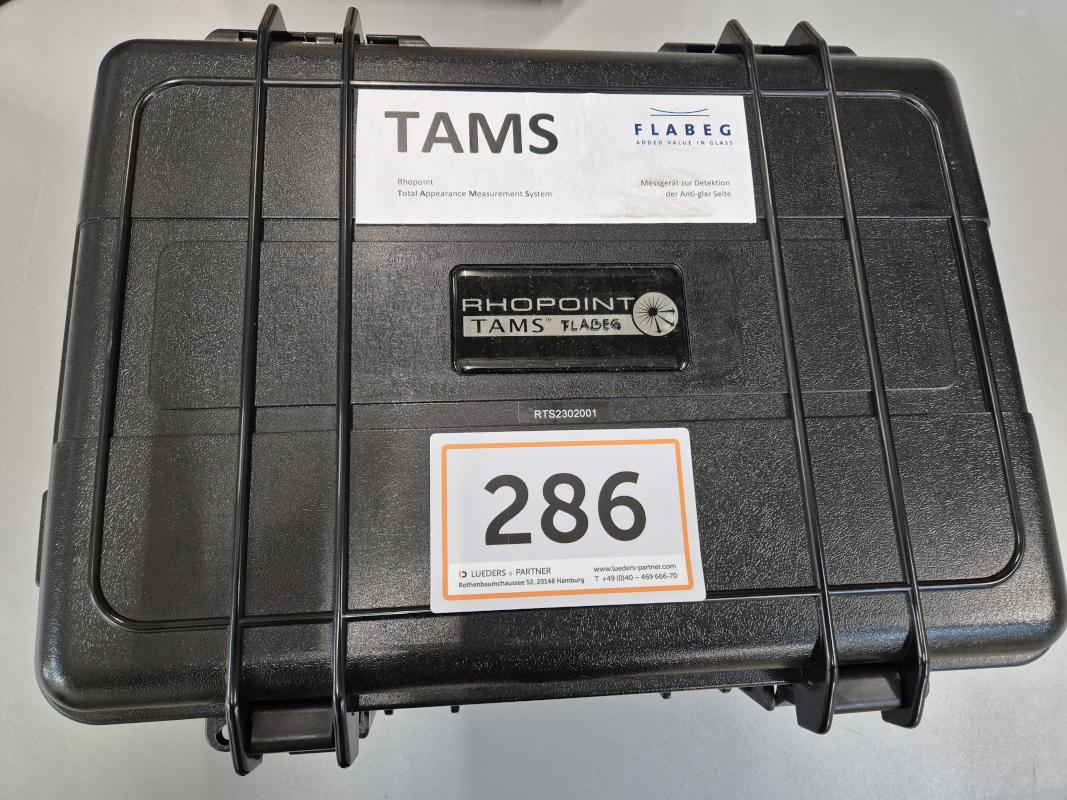 TAMS
FLABEG
ADDED VALUE IN GLASS
Rhopoint
Total Appearance Measurement System
Messgerät zur Detektion
der Anti-glar Seite
RHOPOINT
TAMS™ FLABEG
RTS2302001
286
LUEDERS & PARTNER
Rothenbaumchaussee 52, 20148 Hamburg
www.lueders-partner.com
T +49 (0)40 – 469 666-70